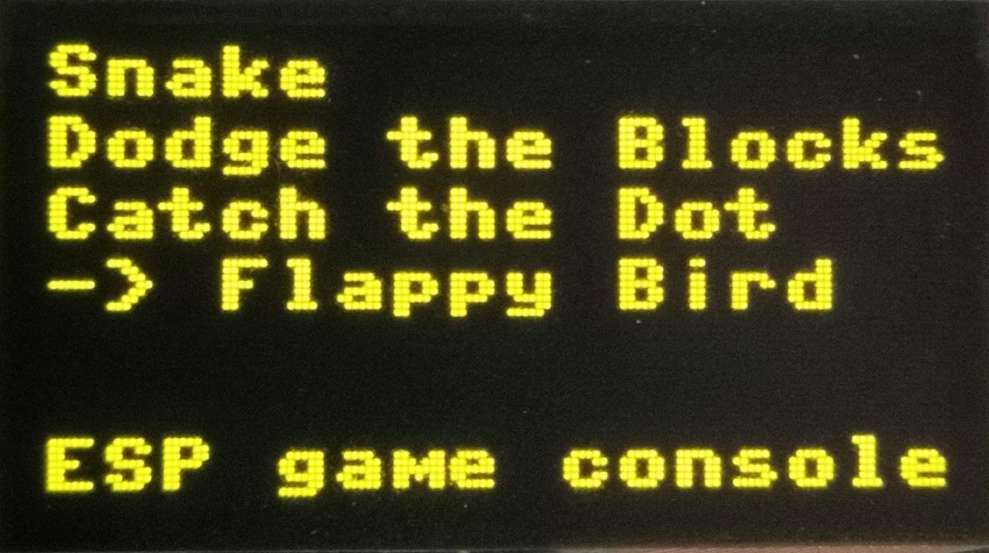 Snake
Dodge the Blocks
Catch the Dot
-> Flappy Bird
ESP game console